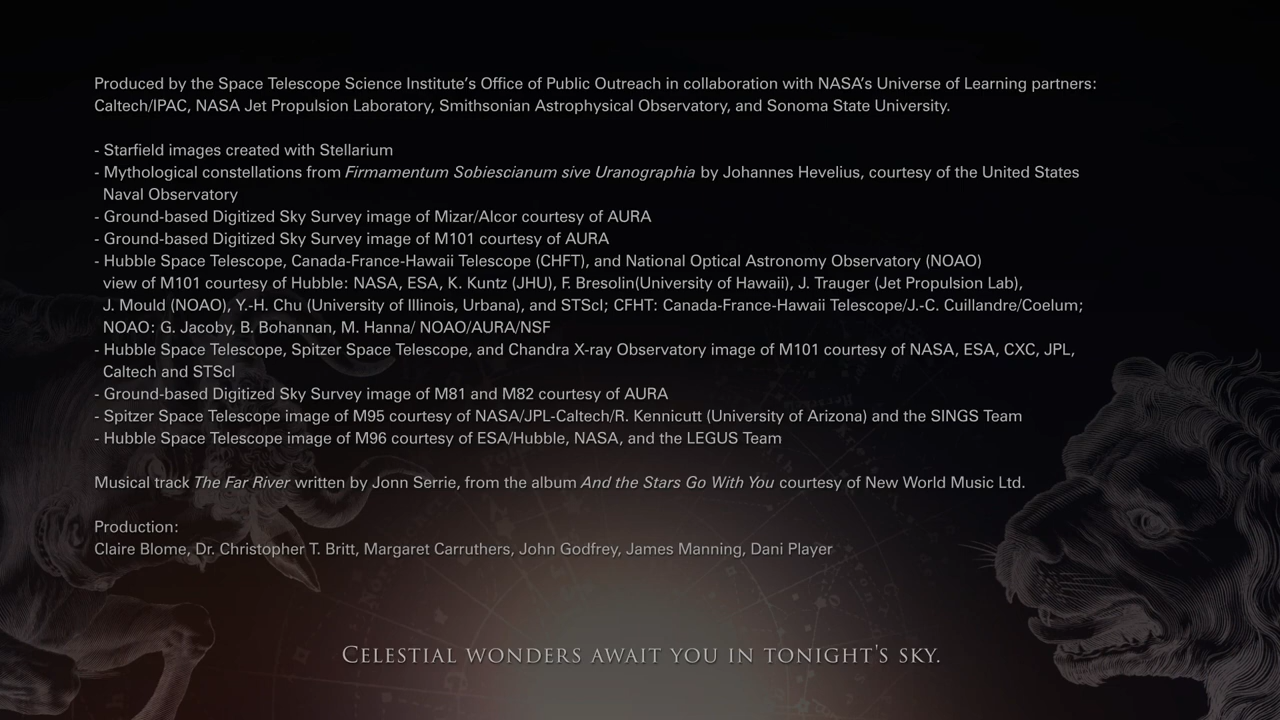 Produced by the Space Telescope Science Institute's Office of Public Outreach in collaboration with NASA's Universe of Learning partners:
Caltech/IPAC, NASA Jet Propulsion Laboratory, Smithsonian Astrophysical Observatory, and Sonoma State University.
- Starfield images created with Stellarium
- Mythological constellations from Firmamentum Sobiescianum sive Uranographia by Johannes Hevelius, courtesy of the United States
Naval Observatory
- Ground-based Digitized Sky Survey image of Mizar/Alcor courtesy of AURA
- Ground-based Digitized Sky Survey image of M101 courtesy of AURA
- Hubble Space Telescope, Canada-France-Hawaii Telescope (CHFT), and National Optical Astronomy Observatory (NOAO)
view of M101 courtesy of Hubble: NASA, ESA, K. Kuntz (JHU), F. Bresolin(University of Hawaii), J. Trauger (Jet Propulsion Lab),
J. Mould (NOAO), Y.-H. Chu (University of Illinois, Urbana), and STScl; CFHT: Canada-France-Hawaii Telescope/J.-C. Cuillandre/Coelum;
NOAO: G. Jacoby, B. Bohannan, M. Hanna/ NOAO/AURA/NSF
- Hubble Space Telescope, Spitzer Space Telescope, and Chandra X-ray Observatory image of M101 courtesy of NASA, ESA, CXC, JPL,
Caltech and STScl
- Ground-based Digitized Sky Survey image of M81 and M82 courtesy of AURA
- Spitzer Space Telescope image of M95 courtesy of NASA/JPL-Caltech/R. Kennicutt (University of Arizona) and the SINGS Team
- Hubble Space Telescope image of M96 courtesy of ESA/Hubble, NASA, and the LEGUS Team
Musical track The Far River written by Jonn Serrie, from the album And the Stars Go With You courtesy of New World Music Ltd.
Production:
Claire Blome, Dr. Christopher T. Britt, Margaret Carruthers, John Godfrey, James Manning, Dani Player
Celestial wonders await you in tonight's sky.